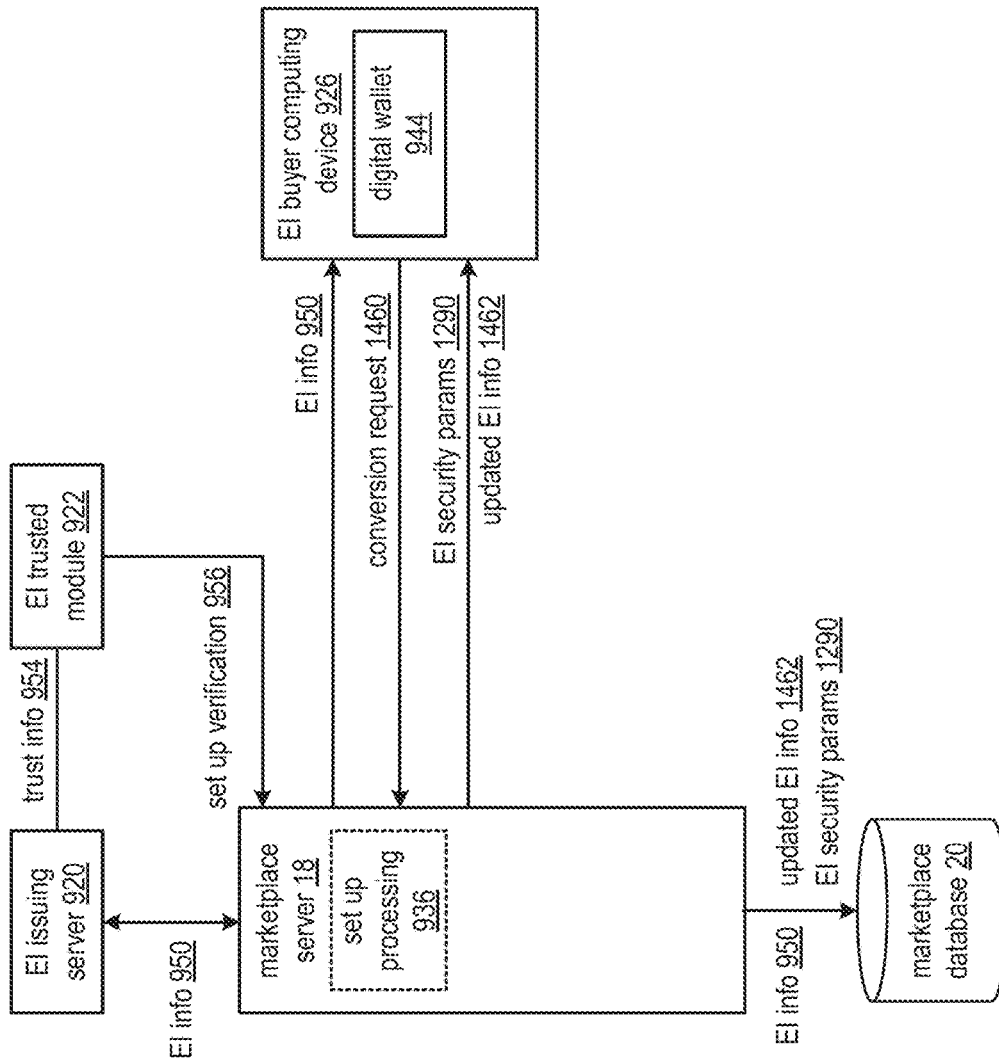 EI issuing
server 920
trust info 954
EI trusted
module 922
EI info 950
set up verification 956
marketplace
server 18
set up
processing
936
EI info 950
conversion request 1460
EI security params 1290
updated EI info 1462
EI buyer computing
device 926
digital wallet
944
EI info 950
updated EI info 1462
EI security params 1290
marketplace
database 20